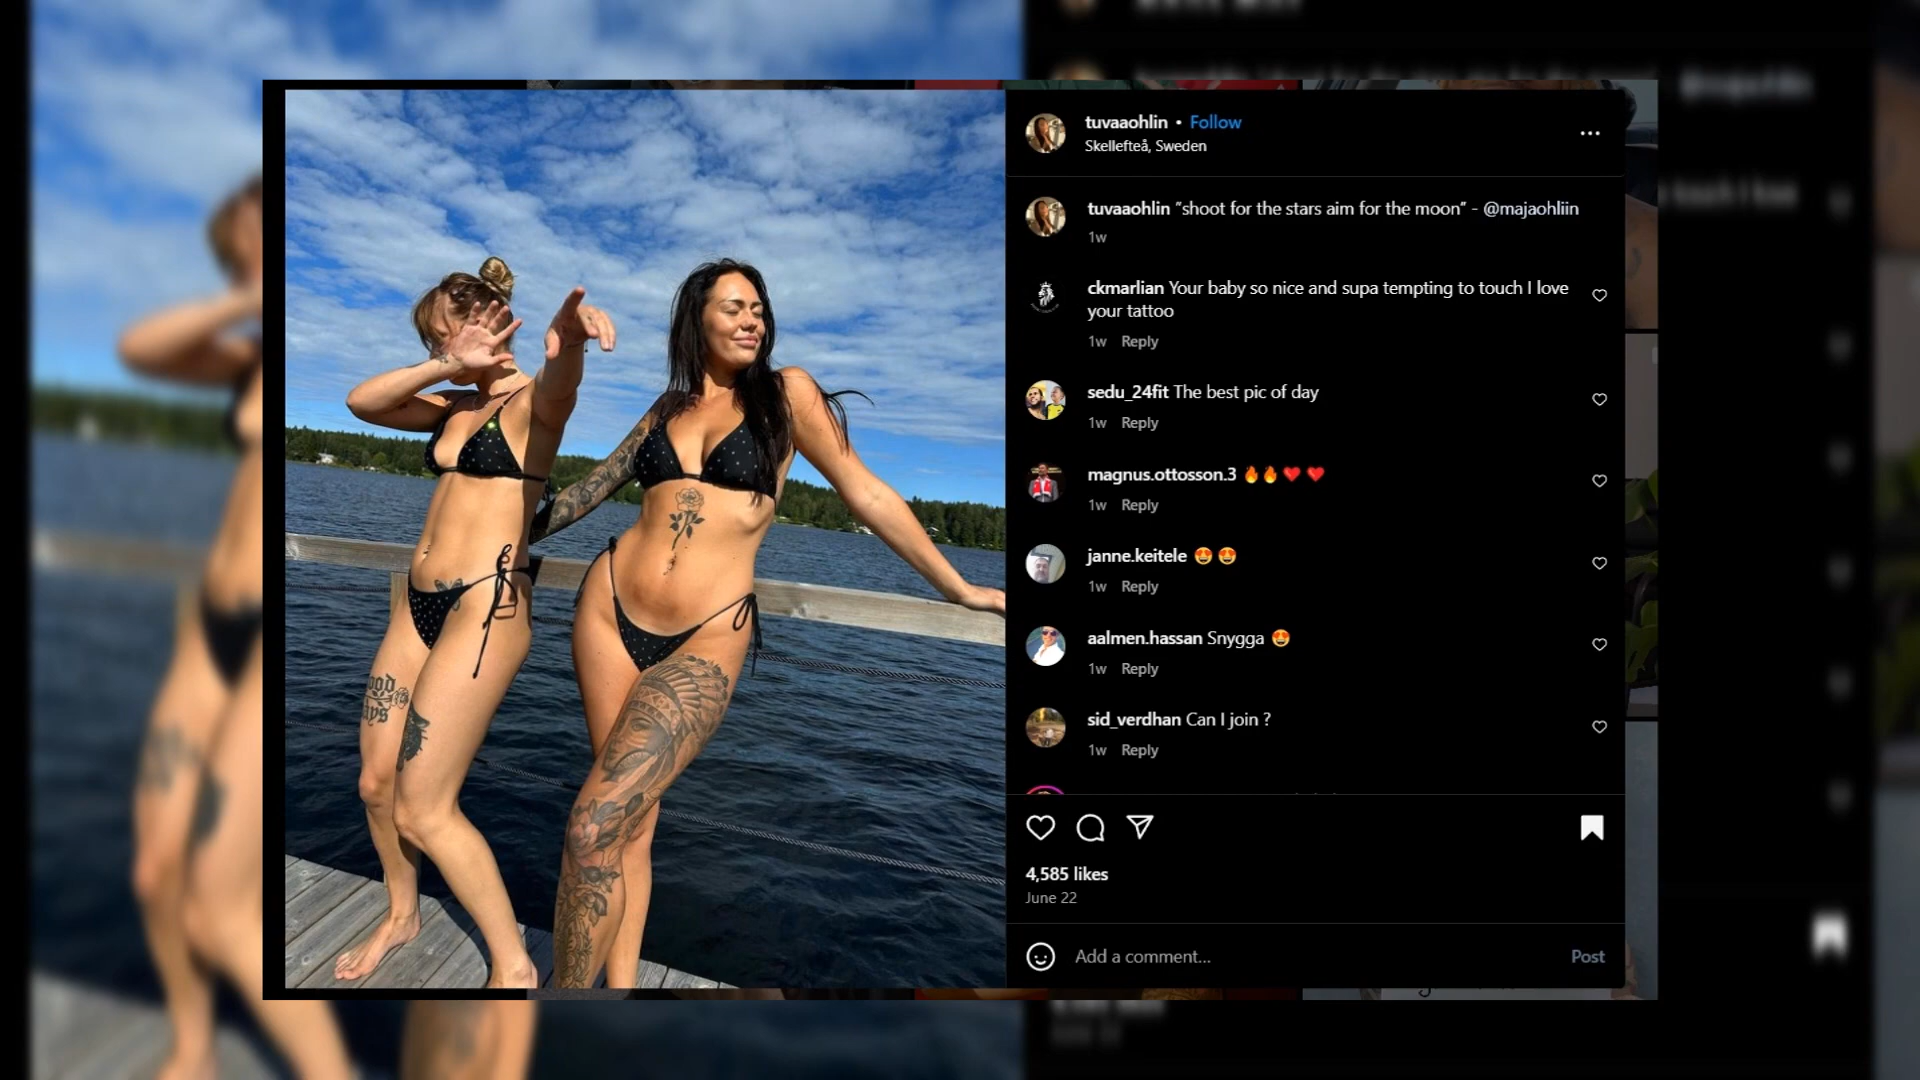 tuvaaohlin • Follow
Skellefteå, Sweden
tuvaaohlin "shoot for the stars aim for the moon" - @majaohliin
1w
ckmarlian Your baby so nice and supa tempting to touch I love
your tattoo
1w Reply
sedu_24fit The best pic of day
1w Reply
magnus.ottosson.3 🔥🔥❤️❤️
1w Reply
janne.keitele 😍😍
1w Reply
aalmen.hassan Snygga 😍
1w Reply
sid_verdhan Can I join ?
1w Reply
4,585 likes
June 22
Add a comment...
Post